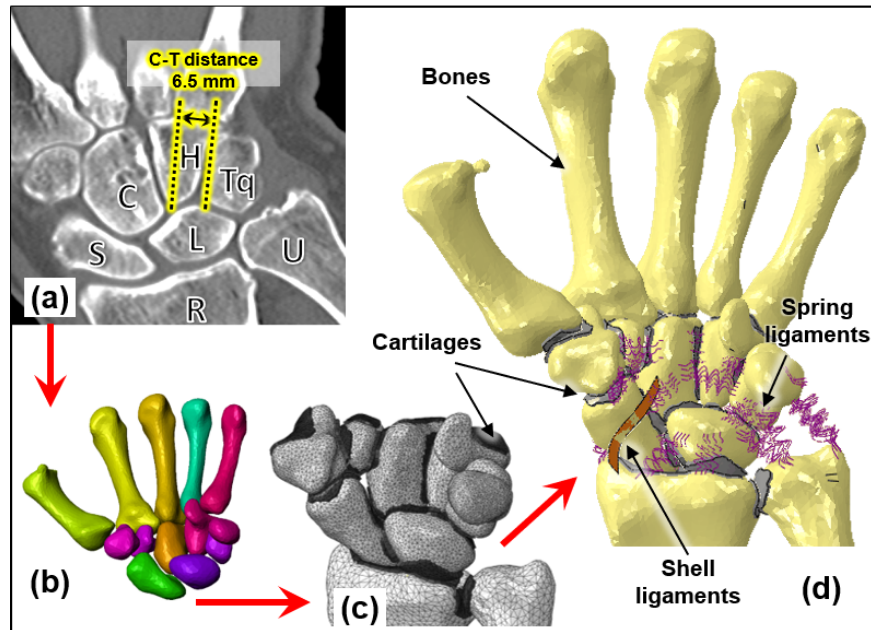 C-T distance
6.5 mm
H
Tq
C
L
S
U
R
(a)
Bones
Cartilages
Spring
ligaments
Shell
ligaments
(b)
(c)
(d)